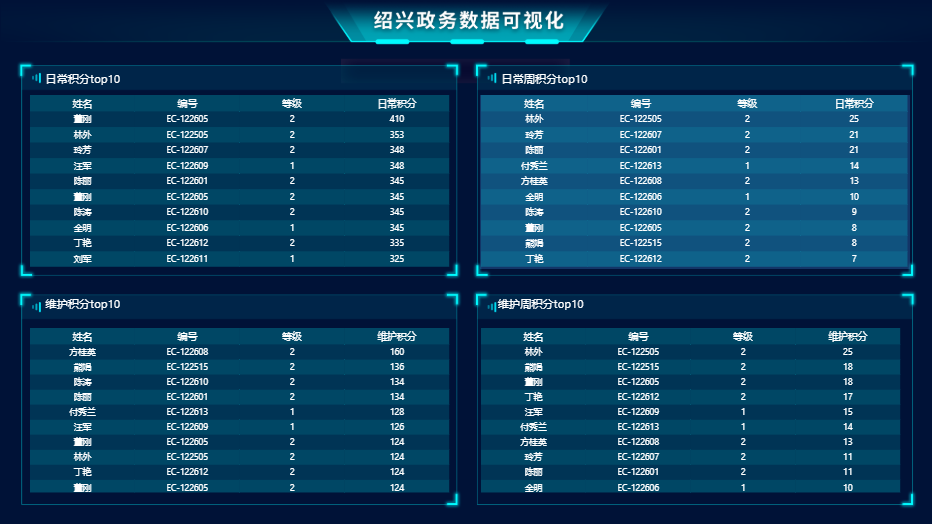 绍兴政务数据可视化
日常积分top10
姓名 编号 等级 日常积分
董刚 EC-122605 2 410
林外 EC-122505 2 353
玲芳 EC-122607 2 348
汪军 EC-122609 1 348
陈丽 EC-122601 2 345
董刚 EC-122605 2 345
陈涛 EC-122610 2 345
全明 EC-122606 1 345
丁艳 EC-122612 2 335
刘军 EC-122611 1 325
日常周积分top10
姓名 编号 等级 日常积分
林外 EC-122505 2 25
玲芳 EC-122607 2 21
陈丽 EC-122601 2 21
付秀兰 EC-122613 1 14
方桂英 EC-122608 2 13
全明 EC-122606 1 10
陈涛 EC-122610 2 9
董刚 EC-122605 2 8
EC-122515 2 8
丁艳 EC-122612 2 7
维护积分top10
姓名 编号 等级 维护积分
方桂英 EC-122608 2 160
EC-122515 2 136
陈涛 EC-122610 2 134
陈丽 EC-122601 2 134
付秀兰 EC-122613 1 128
汪军 EC-122609 1 126
董刚 EC-122605 2 124
林外 EC-122505 2 124
丁艳 EC-122612 2 124
董刚 EC-122605 2 124
维护周积分top10
姓名 编号 等级 维护积分
林外 EC-122505 2 25
EC-122515 2 18
董刚 EC-122605 2 18
丁艳 EC-122612 2 17
汪军 EC-122609 1 15
付秀兰 EC-122613 1 14
方桂英 EC-122608 2 13
玲芳 EC-122607 2 11
陈丽 EC-122601 2 11
全明 EC-122606 1 10